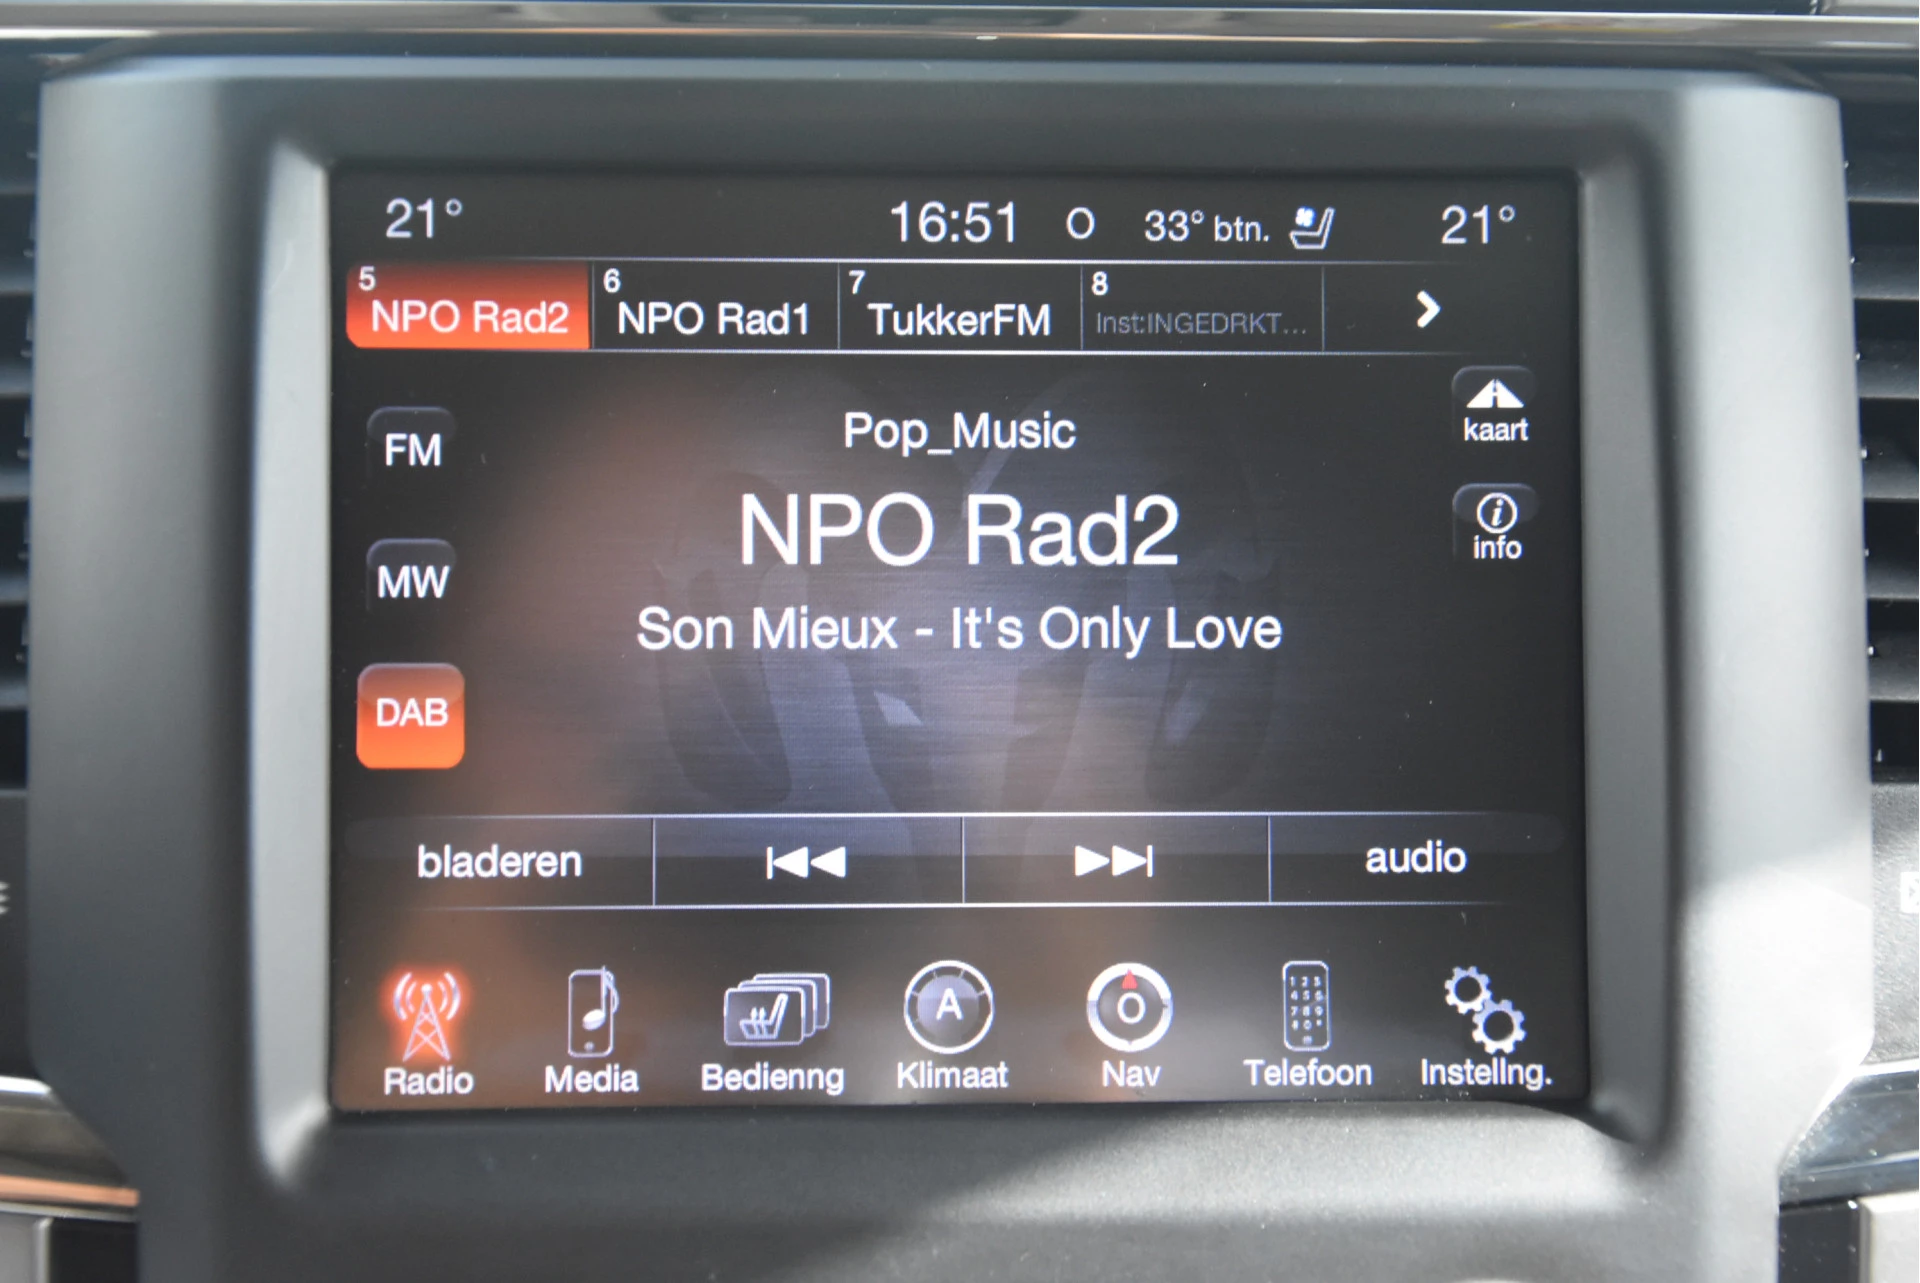 21° 16:51 O 33° btn. 21°
5 NPO Rad2 6 NPO Rad1 7 TukkerFM 8 Inst:INGEDRKT...
Pop_Music
kaart
FM
NPO Rad2
info
MW
Son Mieux - It's Only Love
DAB
bladeren audio
A O
Radio Media Bedienng Klimaat Nav Telefoon Instellng.